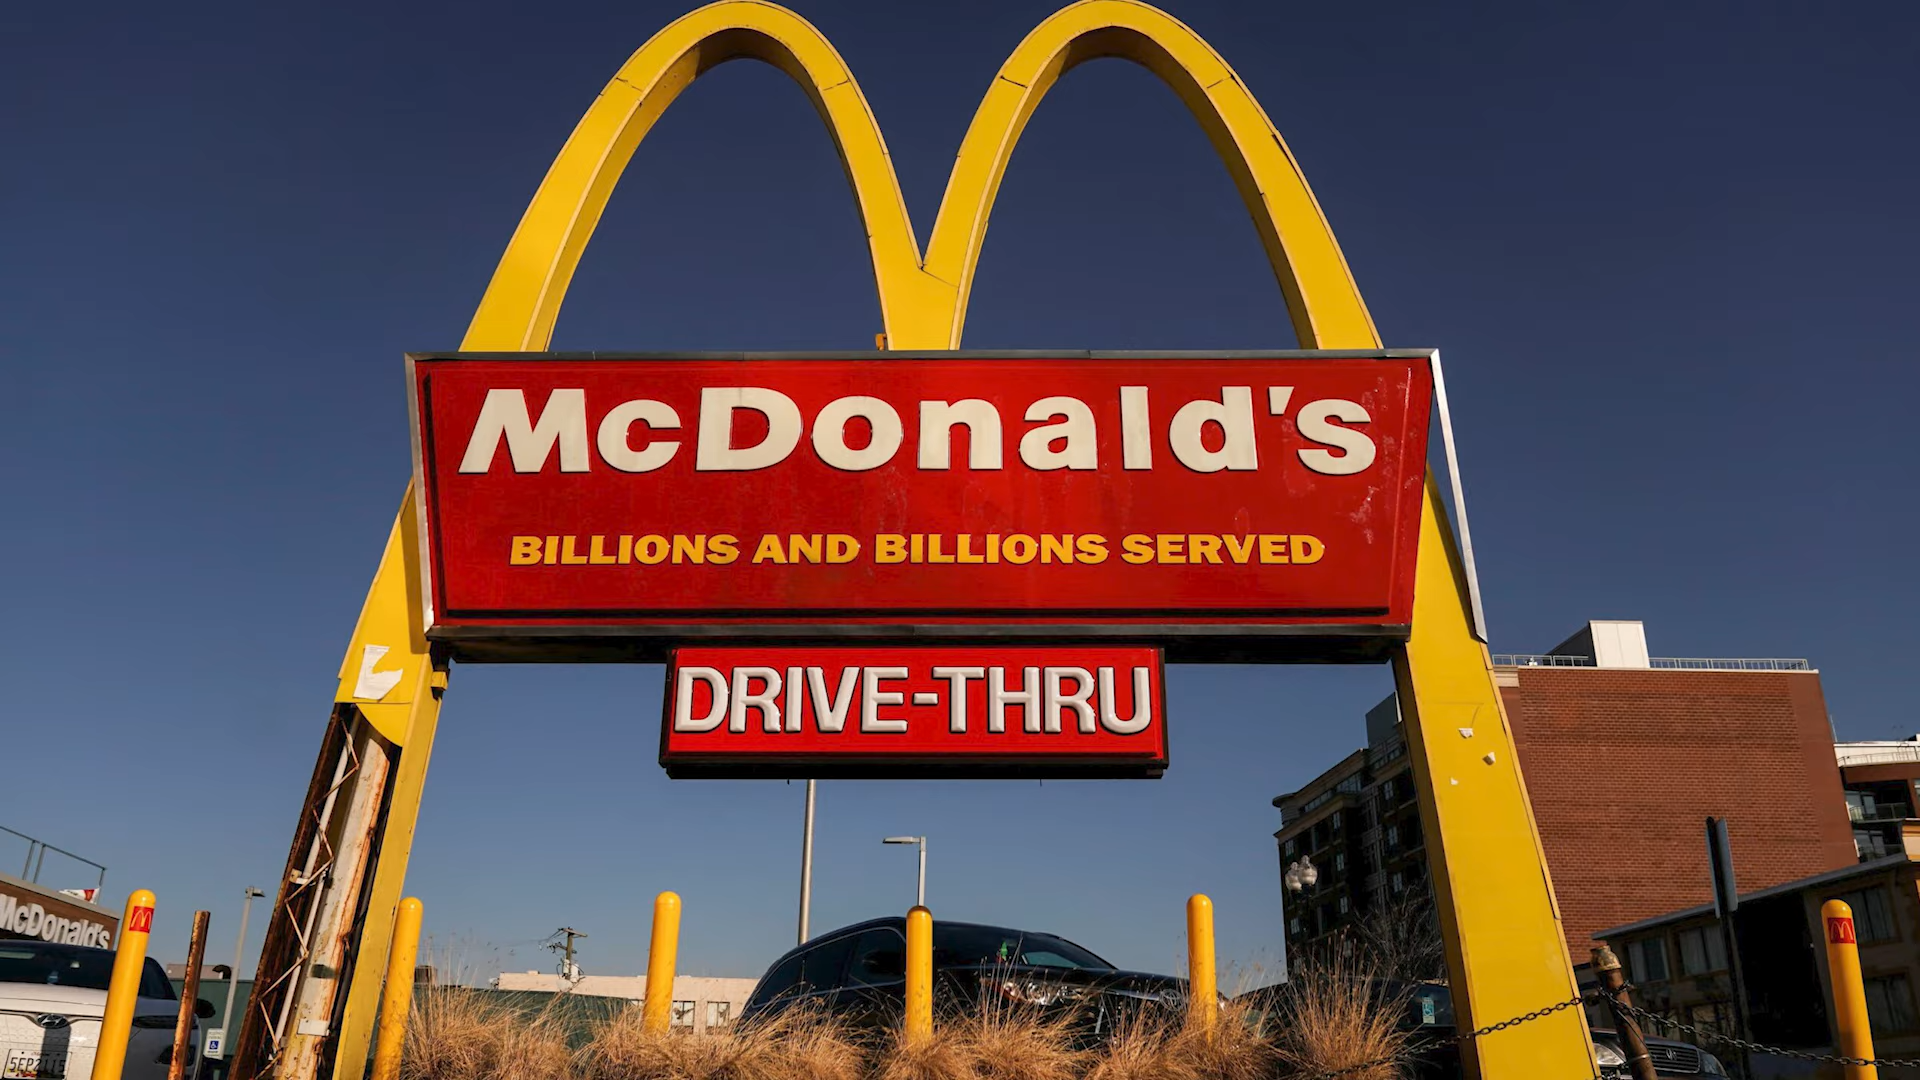 McDonald's
BILLIONS AND BILLIONS SERVED
DRIVE-THRU
McDonald's